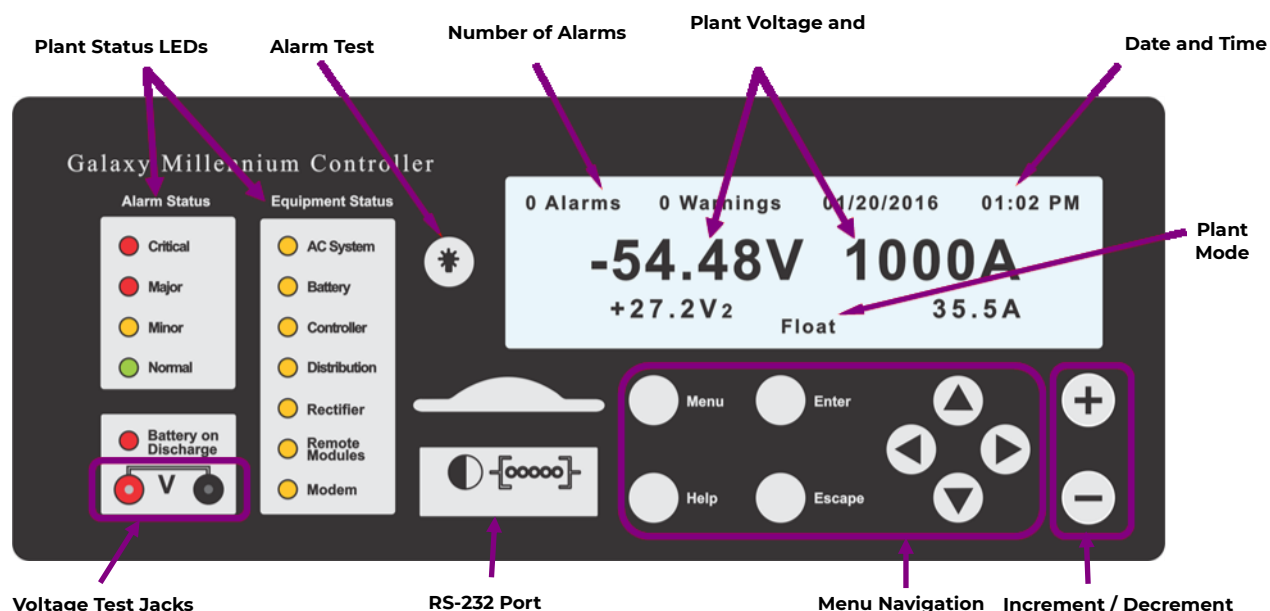 Plant Voltage and
Number of Alarms
Plant Status LEDs
Alarm Test
Date and Time
Galaxy Millennium Controller
Alarm Status
Equipment Status
Critical
Major
Minor
Normal
Battery on
Discharge
V
AC System
Battery
Controller
Distribution
Rectifier
Remote
Modules
Modem
0 Alarms 0 Warnings 01/20/2016 01:02 PM
-54.48V 1000A
+27.2V2 35.5A
Float
Plant
Mode
Menu
Enter
Help
Escape
+
−
Voltage Test Jacks
RS-232 Port
Menu Navigation
Increment / Decrement